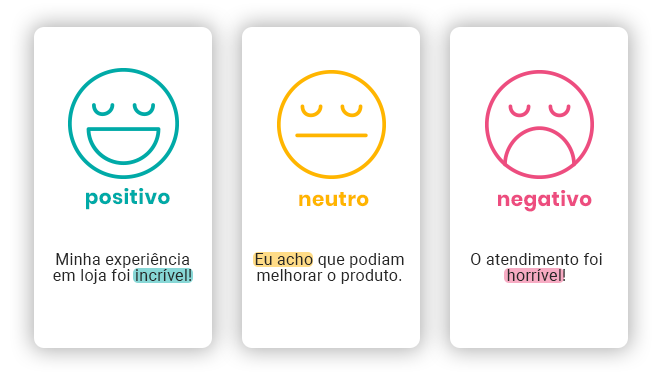 positivo
Minha experiência
em loja foi incrível!
neutro
Eu acho que podiam
melhorar o produto.
negativo
O atendimento foi
horrível!